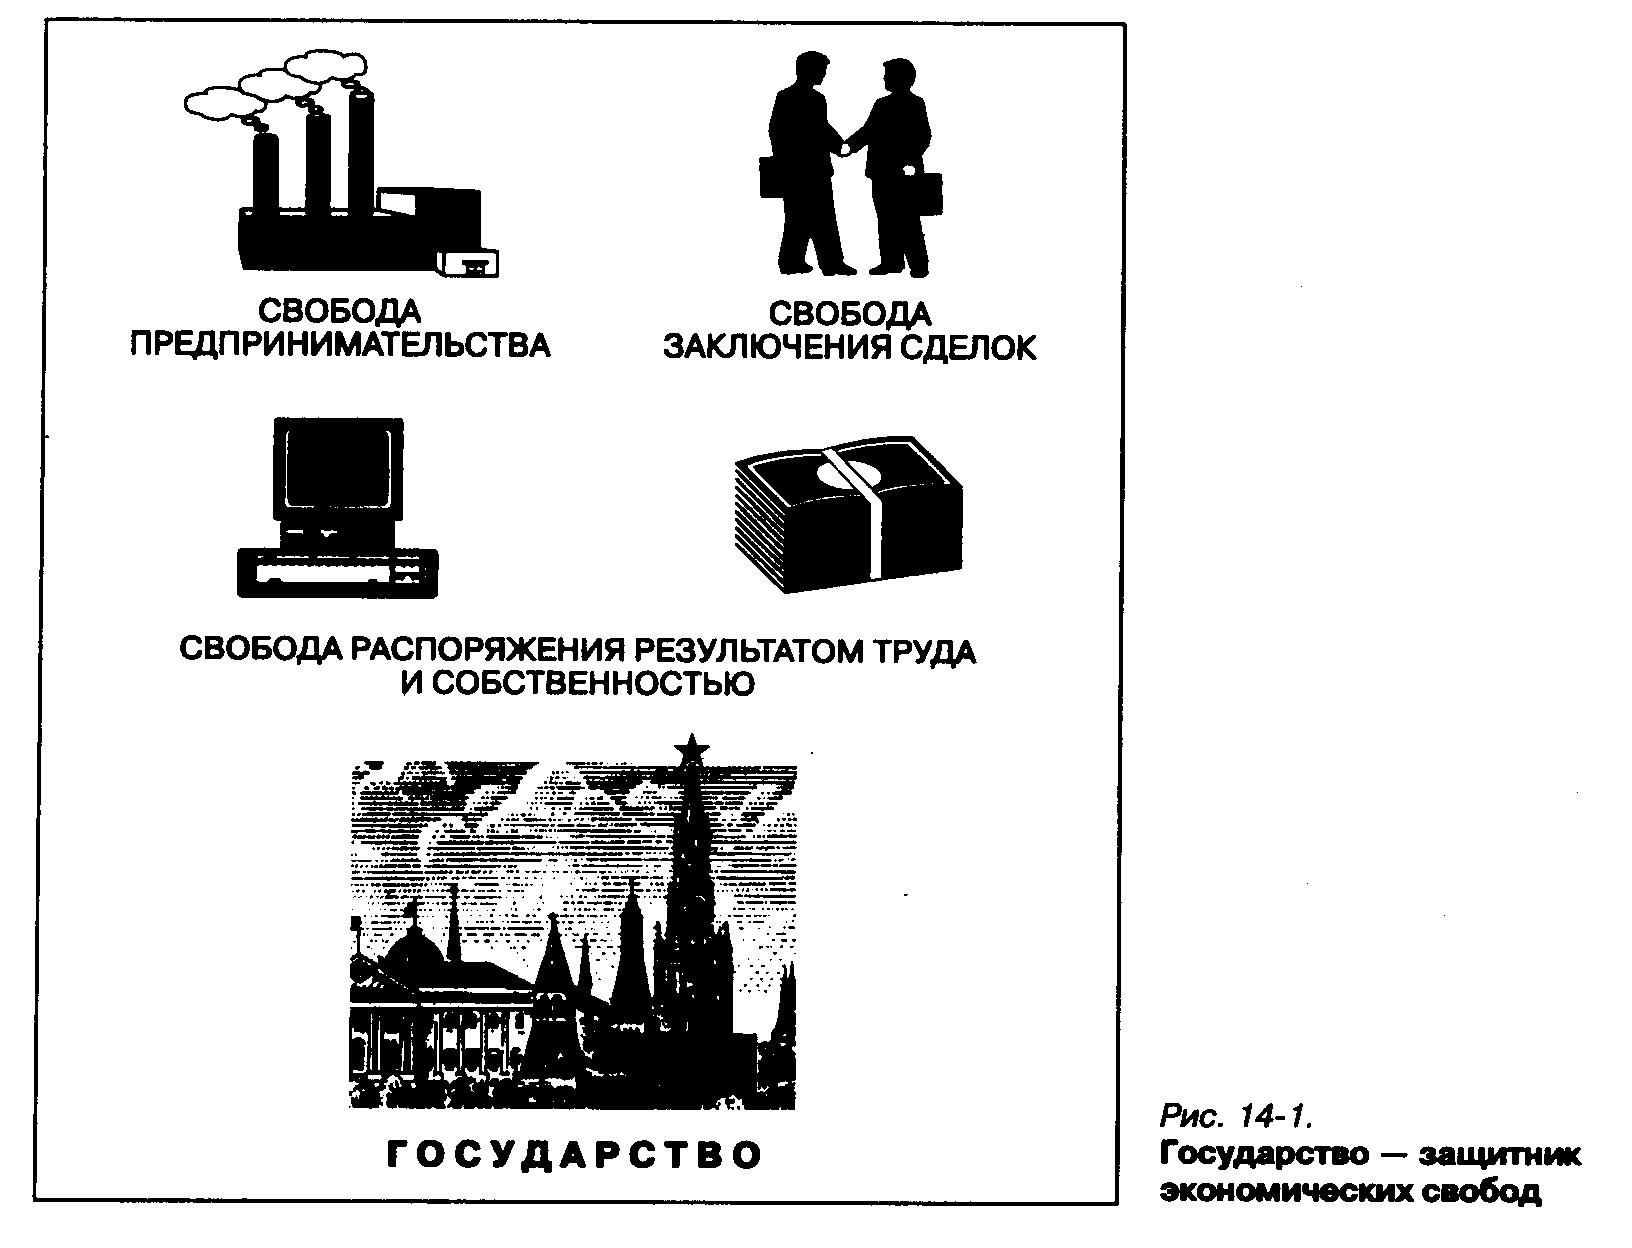 СВОБОДА
ПРЕДПРИНИМАТЕЛЬСТВА
СВОБОДА
ЗАКЛЮЧЕНИЯ СДЕЛОК
СВОБОДА РАСПОРЯЖЕНИЯ РЕЗУЛЬТАТОМ ТРУДА
И СОБСТВЕННОСТЬЮ
ГОСУДАРСТВО
Рис. 14-1.
Государство — защитник
экономических свобод